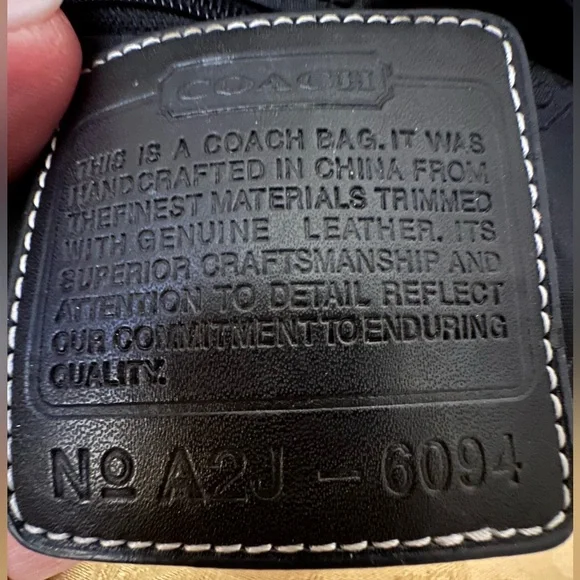 COACH
THIS IS A COACH BAG.IT WAS
HANDCRAFTED IN CHINA FROM
THEFINEST MATERIALS TRIMMED
WITH GENUINE LEATHER. ITS
SUPERIOR CRAFTSMANSHIP AND
ATTENTION TO DETAIL REFLECT
OUR COMMITMENT TO ENDURING
QUALITY.
No A2J - 6094